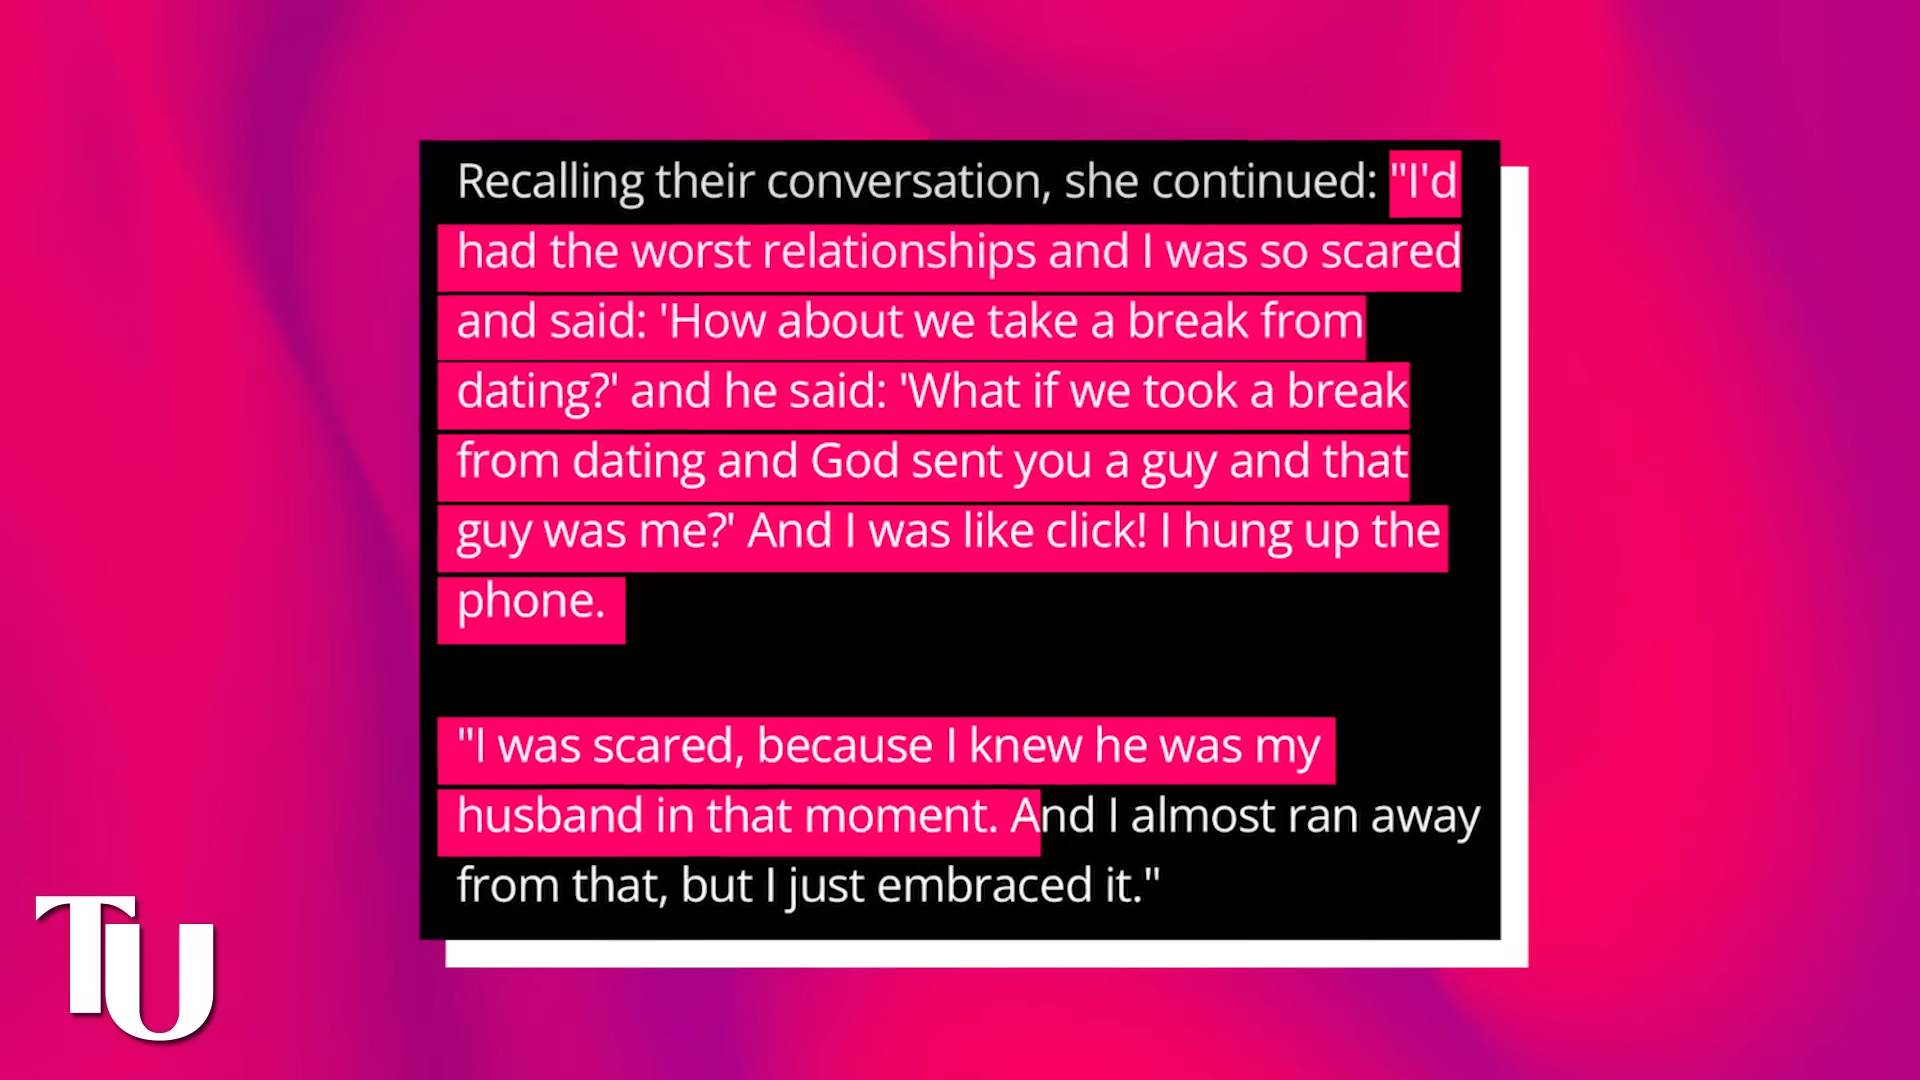 Recalling their conversation, she continued: "I'd
had the worst relationships and I was so scared
and said: 'How about we take a break from
dating?' and he said: 'What if we took a break
from dating and God sent you a guy and that
guy was me?' And I was like click! I hung up the
phone.
"I was scared, because I knew he was my
husband in that moment. And I almost ran away
from that, but I just embraced it."
TU